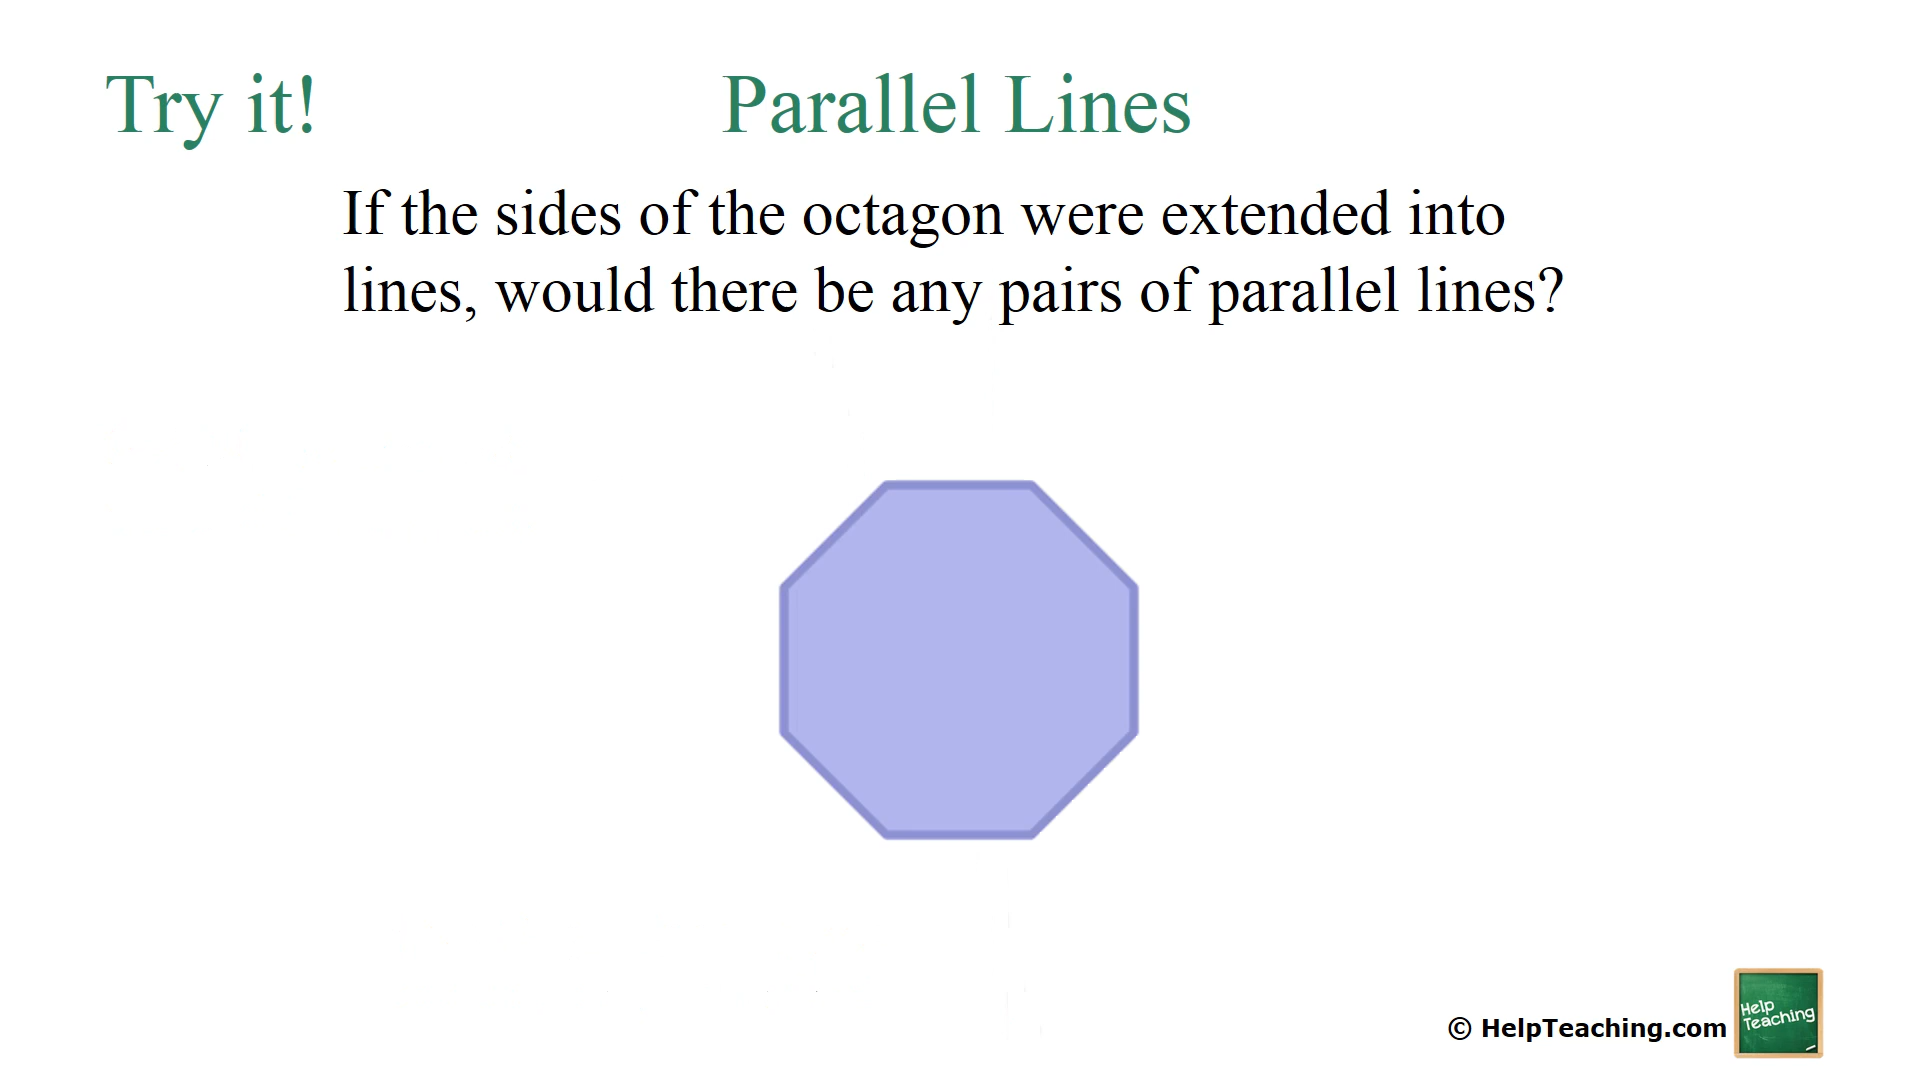 Try it!
Parallel Lines
If the sides of the octagon were extended into
lines, would there be any pairs of parallel lines?
© HelpTeaching.com
Help
Teaching